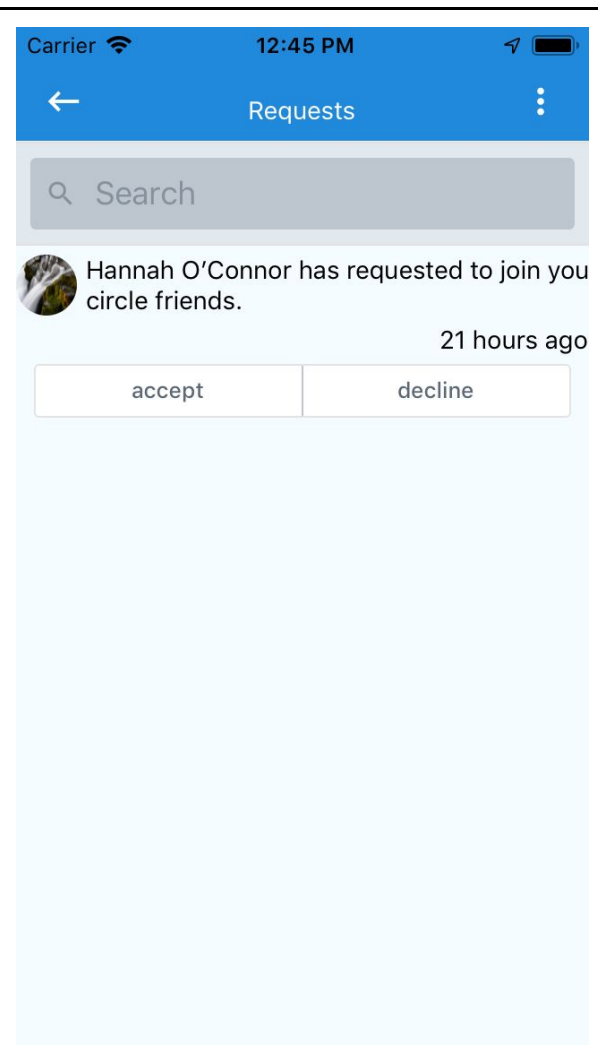 Carrier
12:45 PM
Requests
Search
Hannah O’Connor has requested to join you
circle friends.
21 hours ago
accept
decline